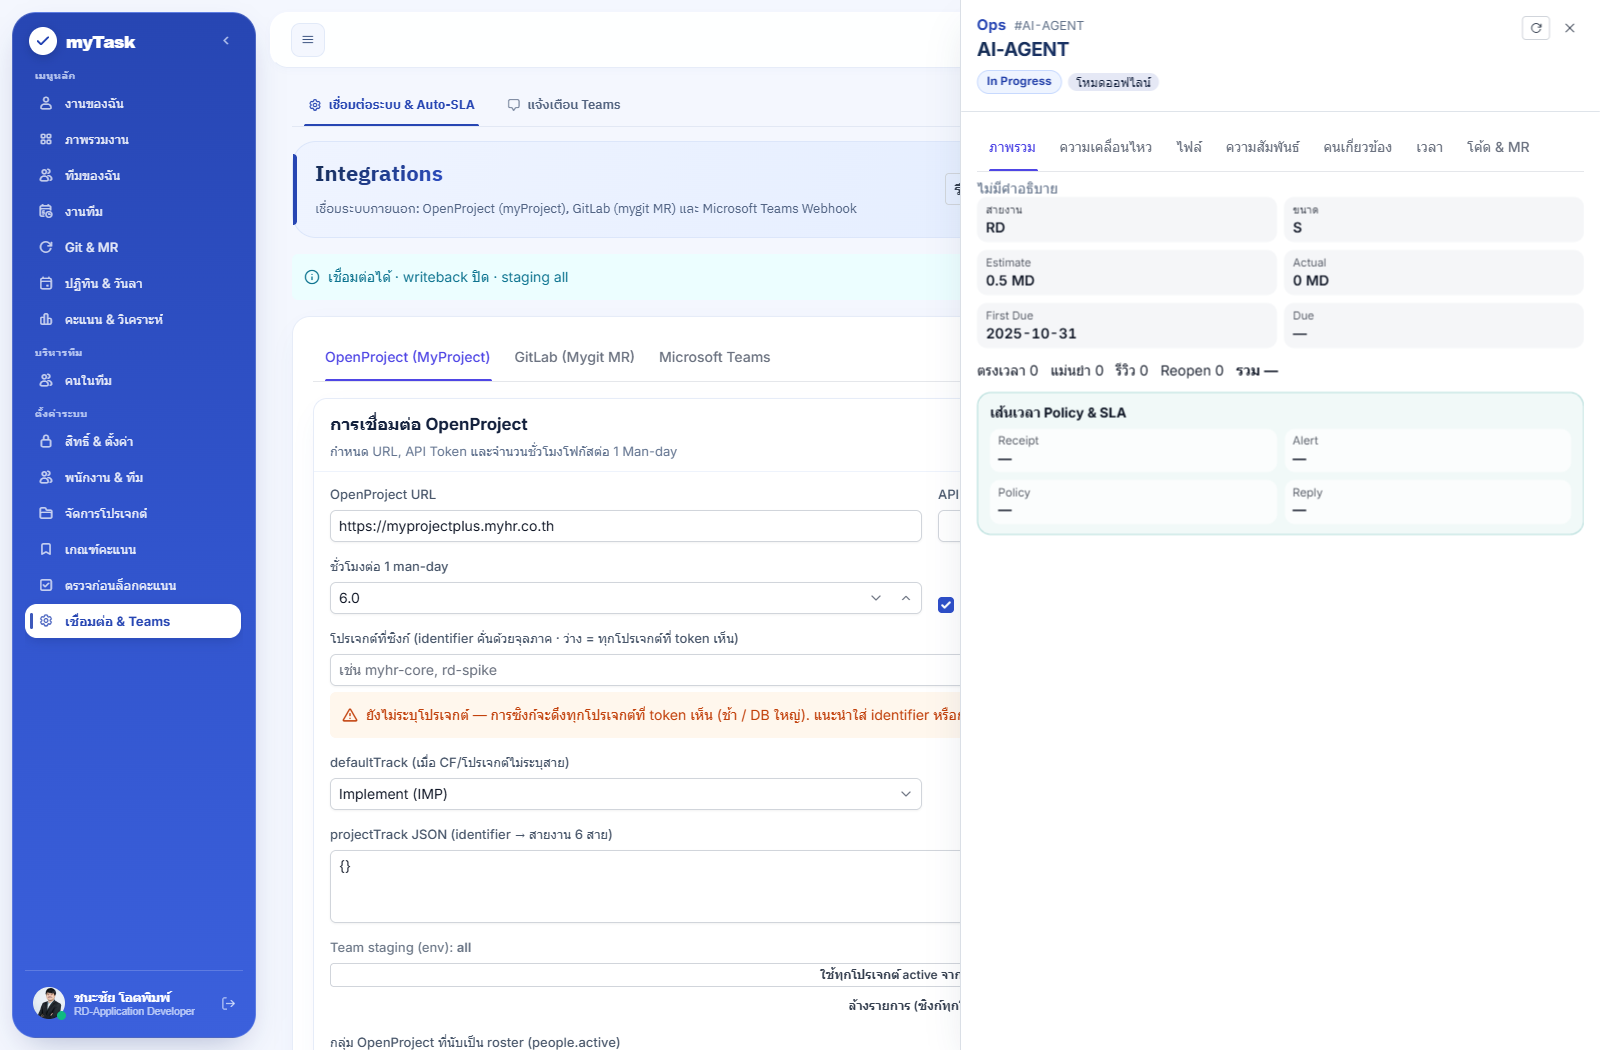 myTask
เมนูหลัก
งานของฉัน
ภาพรวมงาน
ทีมของฉัน
งานทีม
Git & MR
ปฏิทิน & วันลา
คะแนน & วิเคราะห์
บริหารทีม
คนในทีม
ตั้งค่าระบบ
สิทธิ์ & ตั้งค่า
พนักงาน & ทีม
จัดการโปรเจกต์
เกณฑ์คะแนน
ตรวจก่อนล็อกคะแนน
เชื่อมต่อ & Teams
ชนะชัย โอดพิมพ์
RD-Application Developer
เชื่อมต่อระบบ & Auto-SLA
แจ้งเตือน Teams
Integrations
เชื่อมระบบภายนอก: OpenProject (myProject), GitLab (mygit MR) และ Microsoft Teams Webhook
เชื่อมต่อได้ · writeback ปิด · staging all
OpenProject (MyProject)
GitLab (Mygit MR)
Microsoft Teams
การเชื่อมต่อ OpenProject
กำหนด URL, API Token และจำนวนชั่วโมงโฟกัสต่อ 1 Man-day
OpenProject URL
API
https://myprojectplus.myhr.co.th
ชั่วโมงต่อ 1 man-day
6.0
โปรเจกต์ที่ซิงก์ (identifier คั่นด้วยจุลภาค · ว่าง = ทุกโปรเจกต์ที่ token เห็น)
เช่น myhr-core, rd-spike
ยังไม่ระบุโปรเจกต์ — การซิงก์จะดึงทุกโปรเจกต์ที่ token เห็น (ช้า / DB ใหญ่). แนะนำใส่ identifier หรือ
defaultTrack (เมื่อ CF/โปรเจกต์ไม่ระบุสาย)
Implement (IMP)
projectTrack JSON (identifier → สายงาน 6 สาย)
{}
Team staging (env): all
ใช้ทุกโปรเจกต์ active จาก
ล้างรายการ (ซิงก์ทุก
กลุ่ม OpenProject ที่นับเป็น roster (people.active)
Ops #AI-AGENT
AI-AGENT
In Progress
โหมดออฟไลน์
ภาพรวม
ความเคลื่อนไหว
ไฟล์
ความสัมพันธ์
คนเกี่ยวข้อง
เวลา
โค้ด & MR
ไม่มีคำอธิบาย
สายงาน
RD
ขนาด
S
Estimate
0.5 MD
Actual
0 MD
First Due
2025-10-31
Due
—
ตรงเวลา 0 แม่นยำ 0 รีวิว 0 Reopen 0 รวม —
เส้นเวลา Policy & SLA
Receipt
—
Alert
—
Policy
—
Reply
—